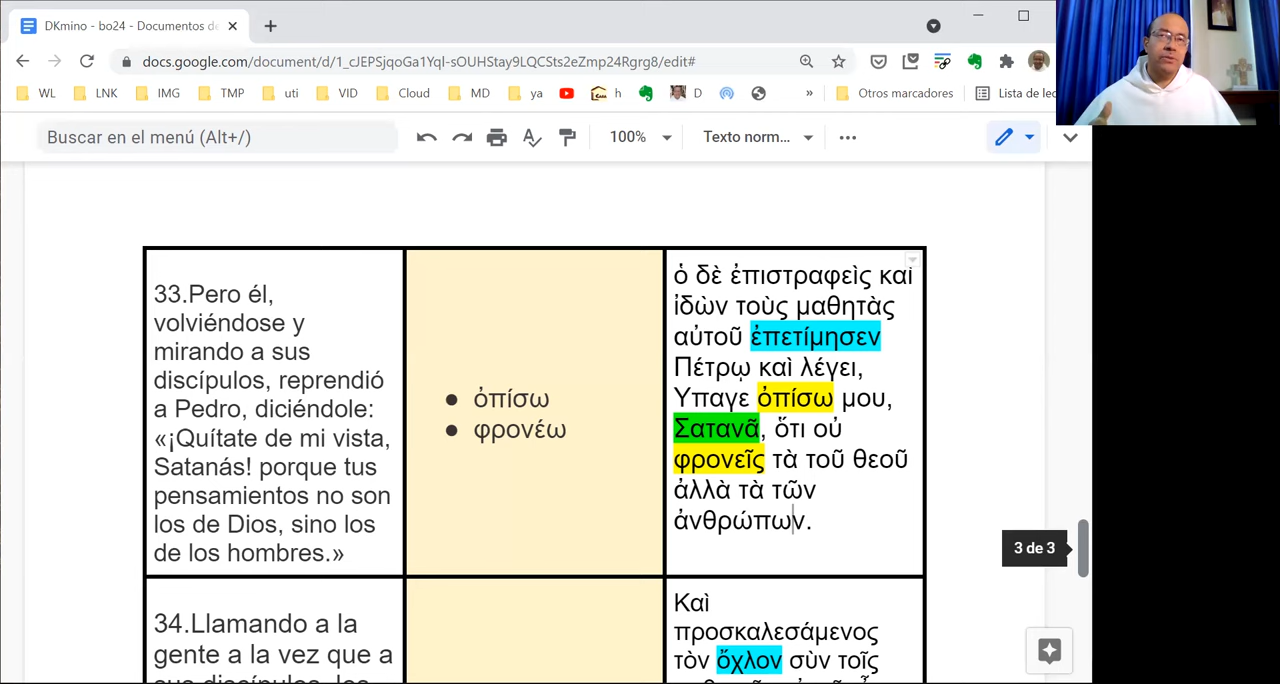 DKmino - bo24 - Documentos de
docs.google.com/document/d/1_cJEPSjqoGa1YqI-sOUHStay9LQCSts2eZmp24Rgrg8/edit#
WL LNK IMG TMP uti VID Cloud MD ya h D » Otros marcadores Lista de lec
Buscar en el menú (Alt+/) 100% Texto norm...
33.Pero él,
volviéndose y
mirando a sus
discípulos, reprendió
a Pedro, diciéndole:
«¡Quítate de mi vista,
Satanás! porque tus
pensamientos no son
los de Dios, sino los
de los hombres.»
● ὀπίσω
● φρονέω
ὁ δὲ ἐπιστραφεὶς καὶ
ἰδὼν τοὺς μαθητὰς
αὐτοῦ ἐπετίμησεν
Πέτρῳ καὶ λέγει,
Υπαγε ὀπίσω μου,
Σατανᾶ, ὅτι οὐ
φρονεῖς τὰ τοῦ θεοῦ
ἀλλὰ τὰ τῶν
ἀνθρώπων.
3 de 3
34.Llamando a la
gente a la vez que a
Καὶ
προσκαλεσάμενος
τὸν ὄχλον σὺν τοῖς